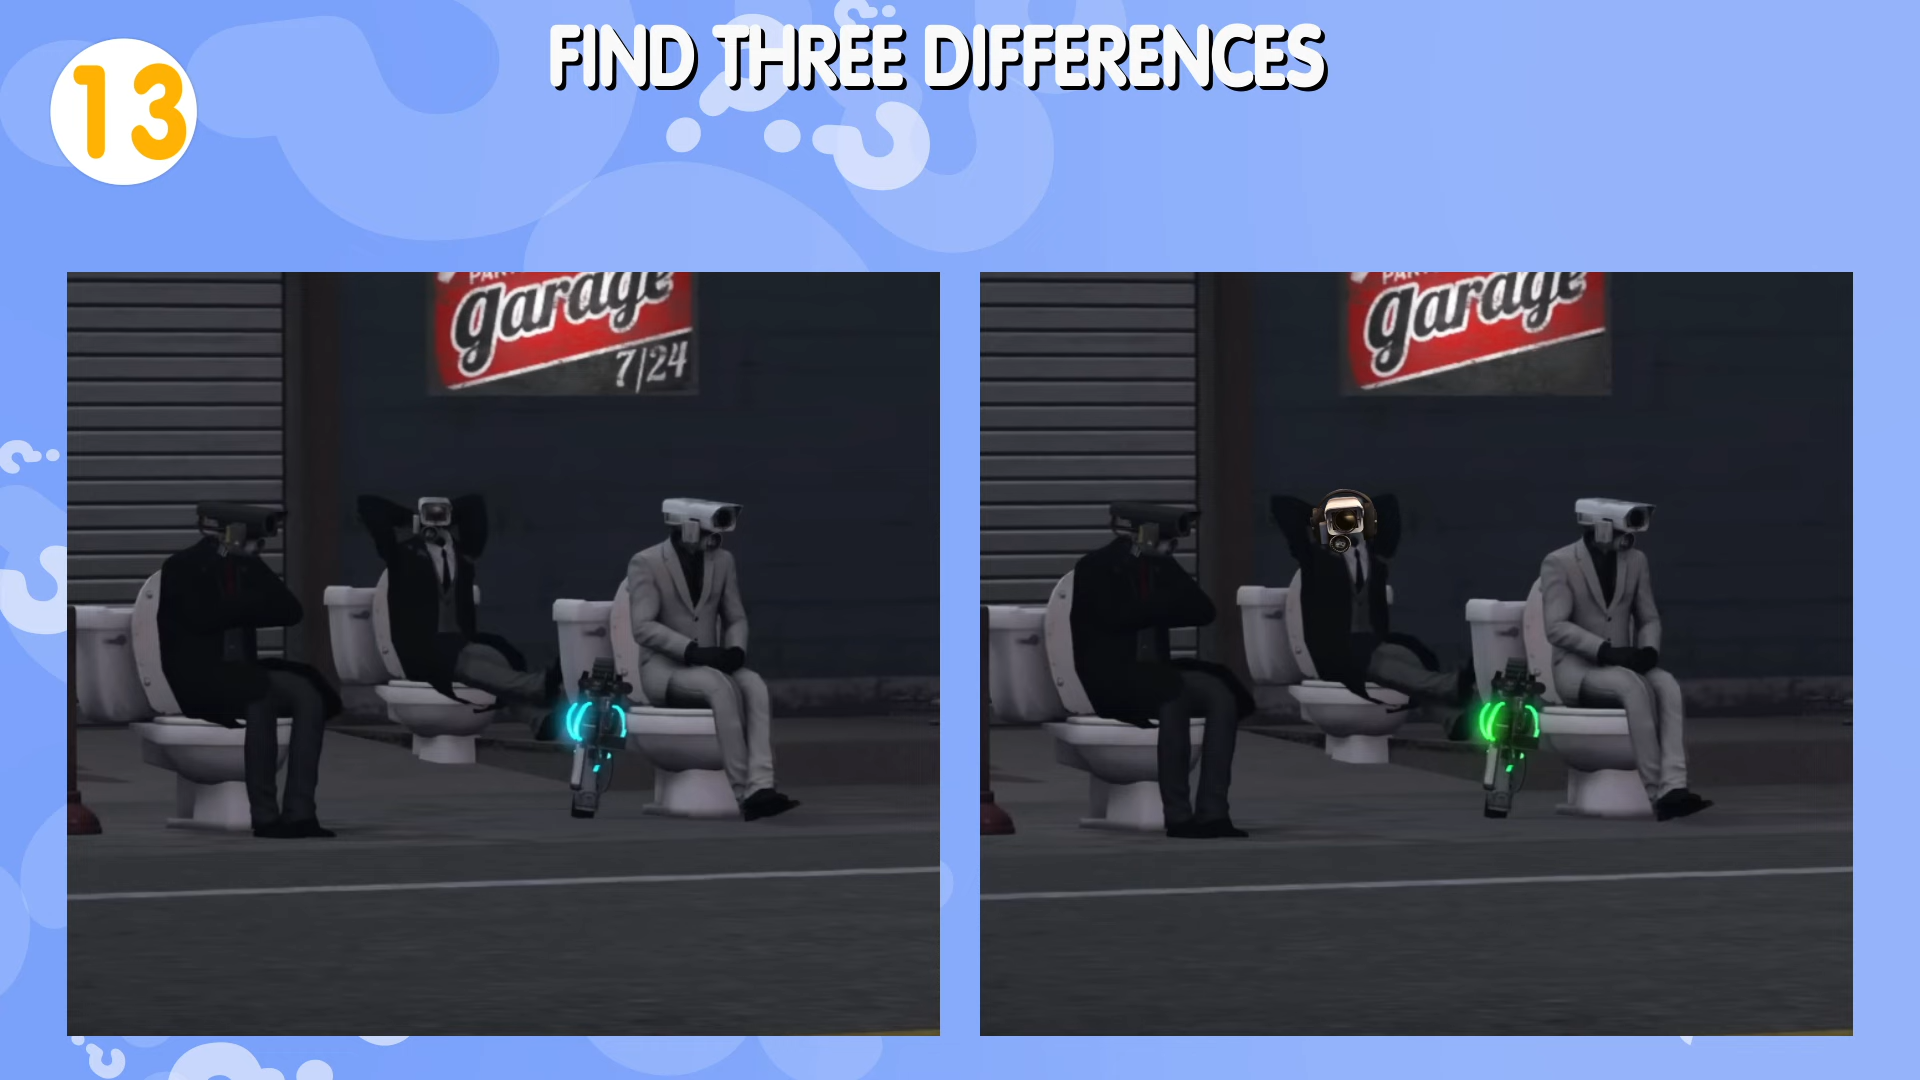 FIND THREE DIFFERENCES
13
garage
7/24
garage